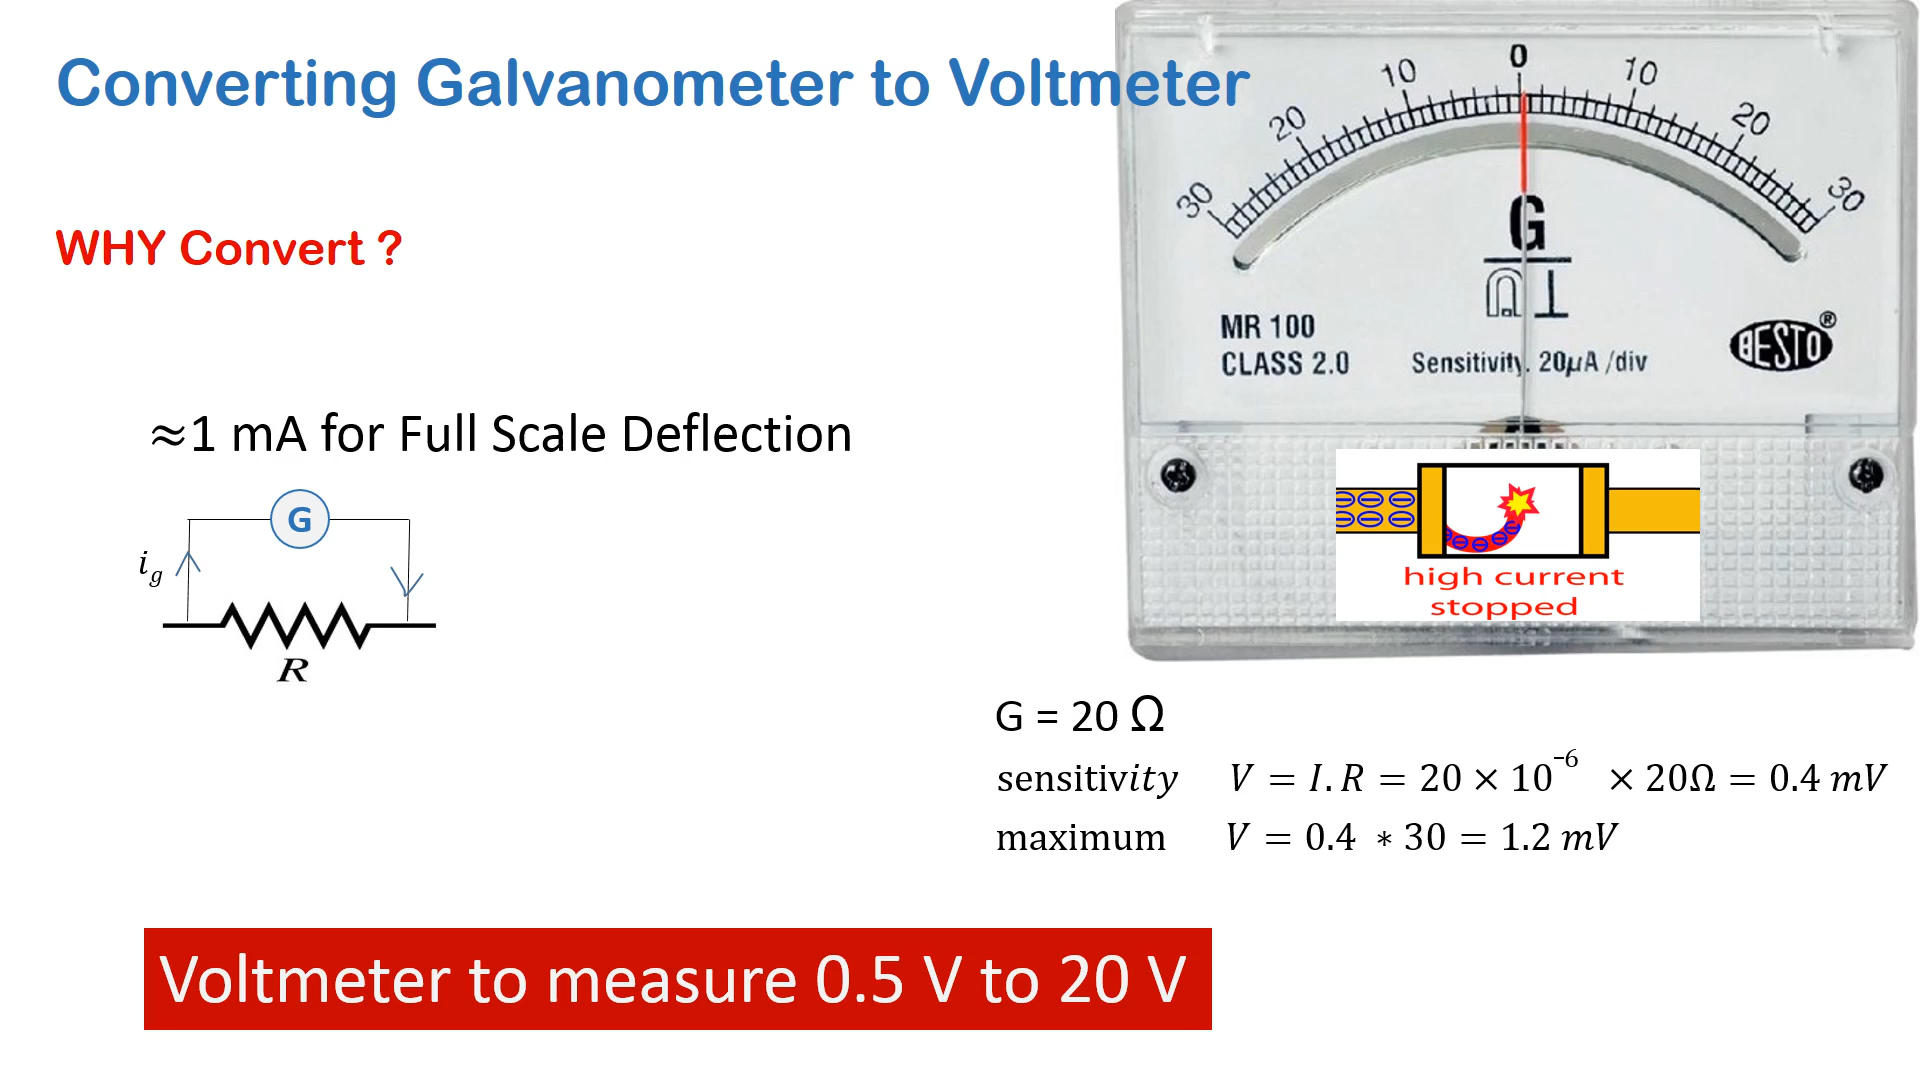 Converting Galvanometer to Voltmeter
WHY Convert ?
≈1 mA for Full Scale Deflection
G
i_g
R
30 20 10 0 10 20 30
G
MR 100
CLASS 2.0
Sensitivity. 20µA /div
BESTO®
high current
stopped
G = 20 Ω
sensitivity V = I.R = 20 × 10⁻⁶ × 20Ω = 0.4 mV
maximum V = 0.4 ∗ 30 = 1.2 mV
Voltmeter to measure 0.5 V to 20 V